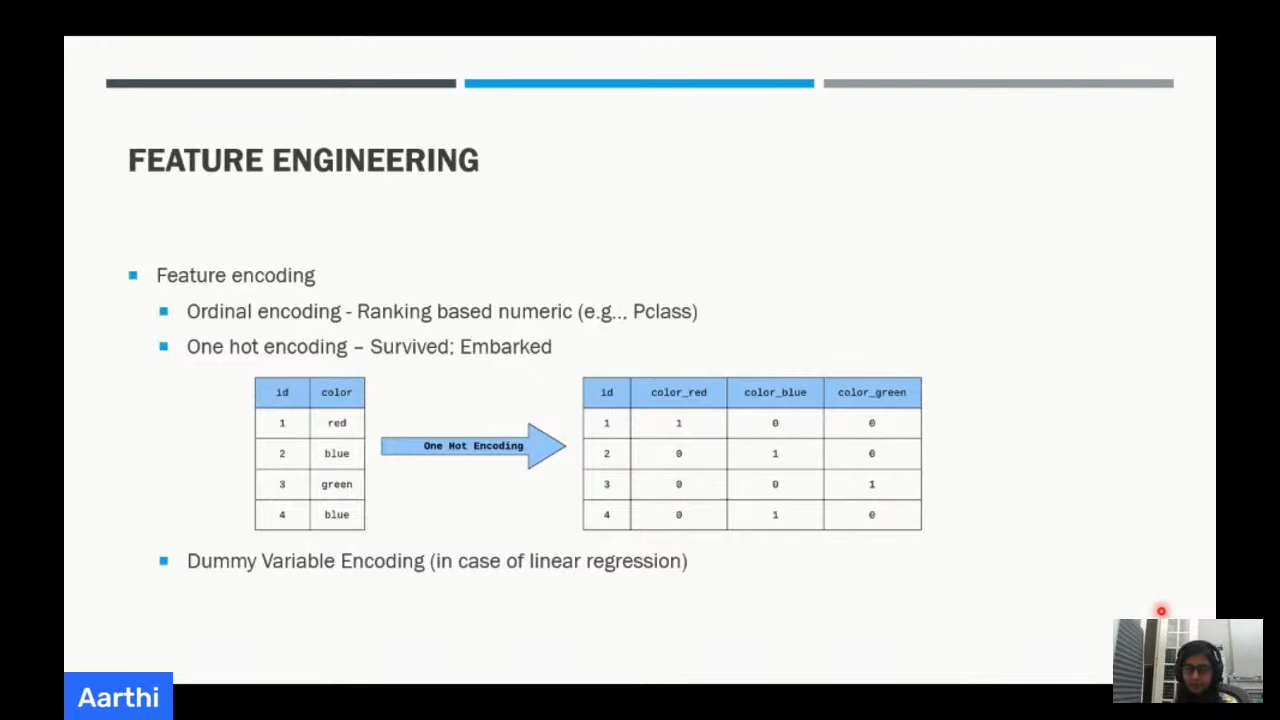 FEATURE ENGINEERING
Feature encoding
Ordinal encoding - Ranking based numeric (e.g.., Pclass)
One hot encoding – Survived; Embarked
id color
1 red
2 blue
3 green
4 blue
One Hot Encoding
id color_red color_blue color_green
1 1 0 0
2 0 1 0
3 0 0 1
4 0 1 0
Dummy Variable Encoding (in case of linear regression)
Aarthi